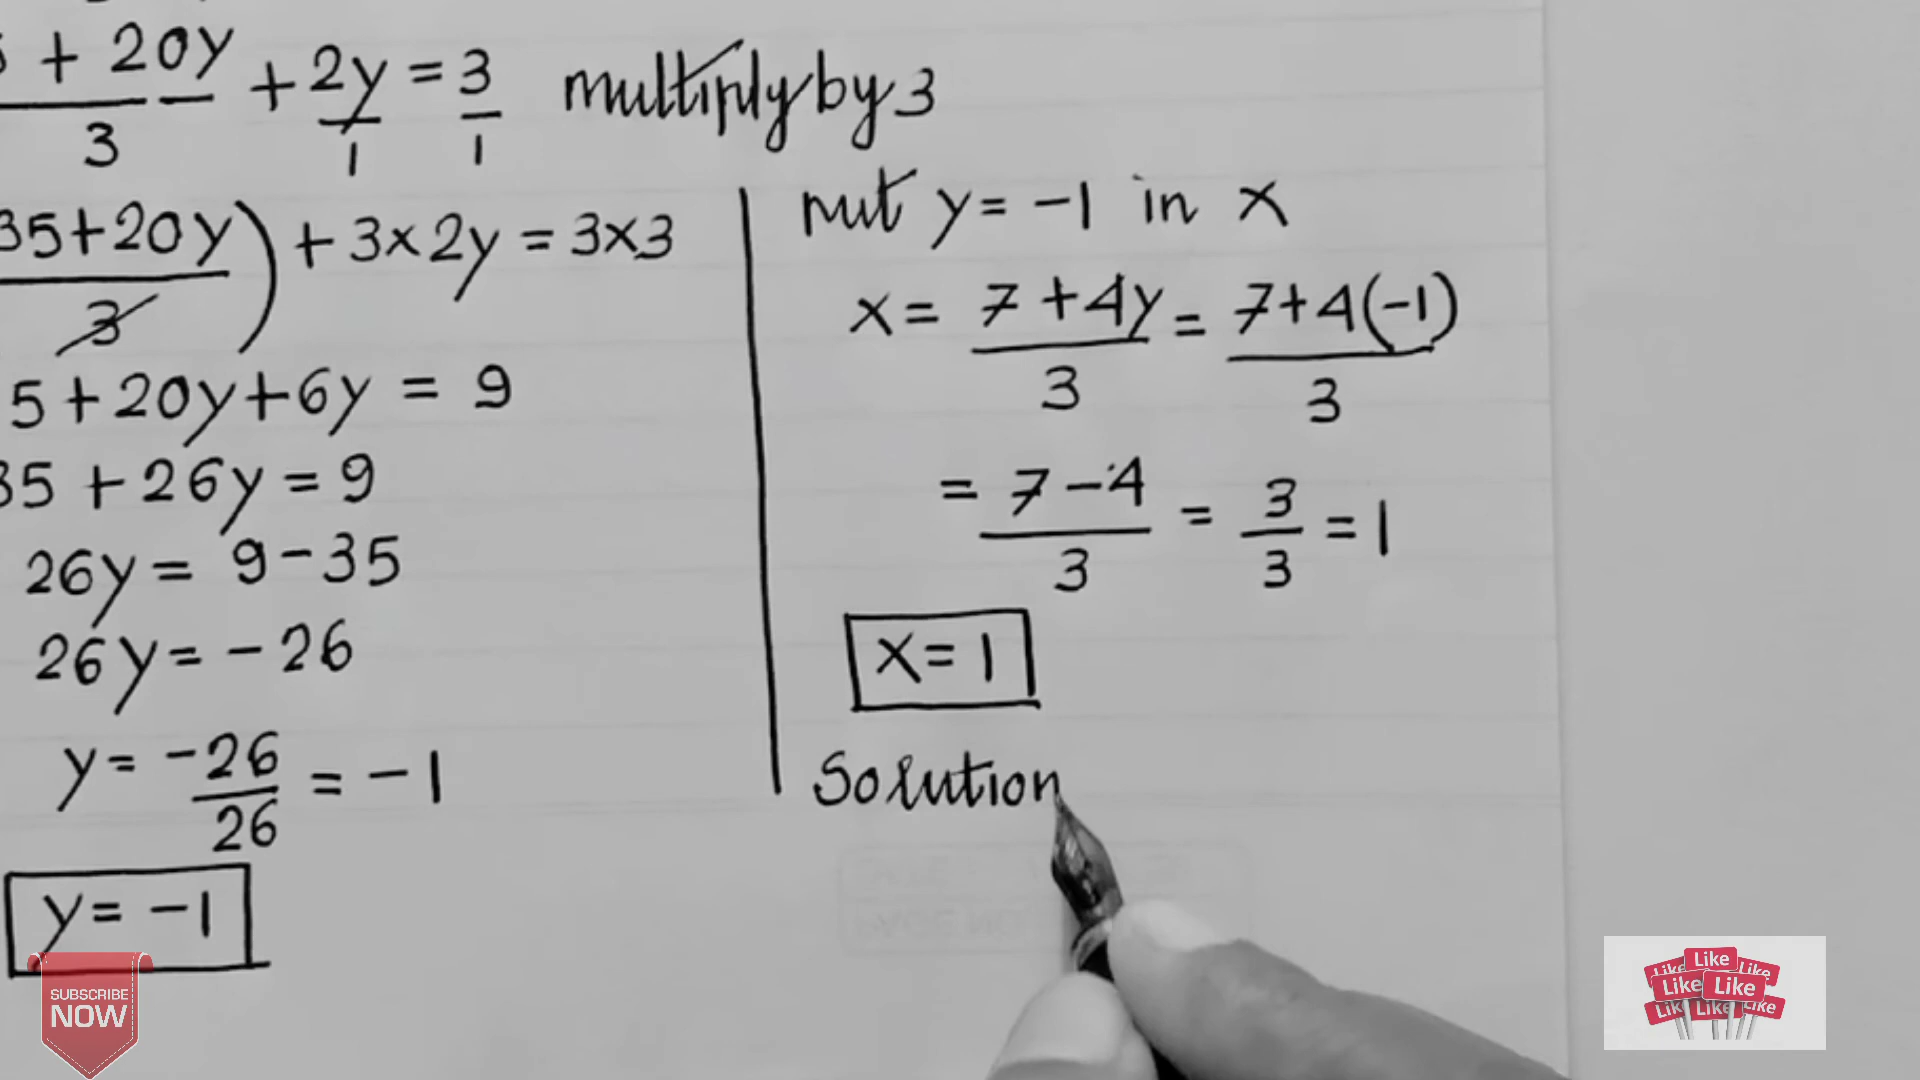 5 + 20y/3 + 2y/1 = 3/1 multiply by 3
35+20y/3) + 3×2y = 3×3
5 + 20y + 6y = 9
35 + 26y = 9
26y = 9 - 35
26y = - 26
y = -26/26 = - 1
y = - 1
put y = -1 in x
x = 7 + 4y/3 = 7+4(-1)/3
= 7 - 4/3 = 3/3 = 1
x = 1
Solution
SUBSCRIBE
NOW
Like
Like Like
Like Like
Like Like Like